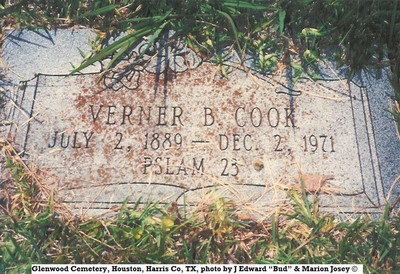 VERNER B. COOK
JULY 2, 1889 — DEC. 2, 1971
PSLAM 23
Glenwood Cemetery, Houston, Harris Co, TX, photo by J Edward "Bud" & Marion Josey ©